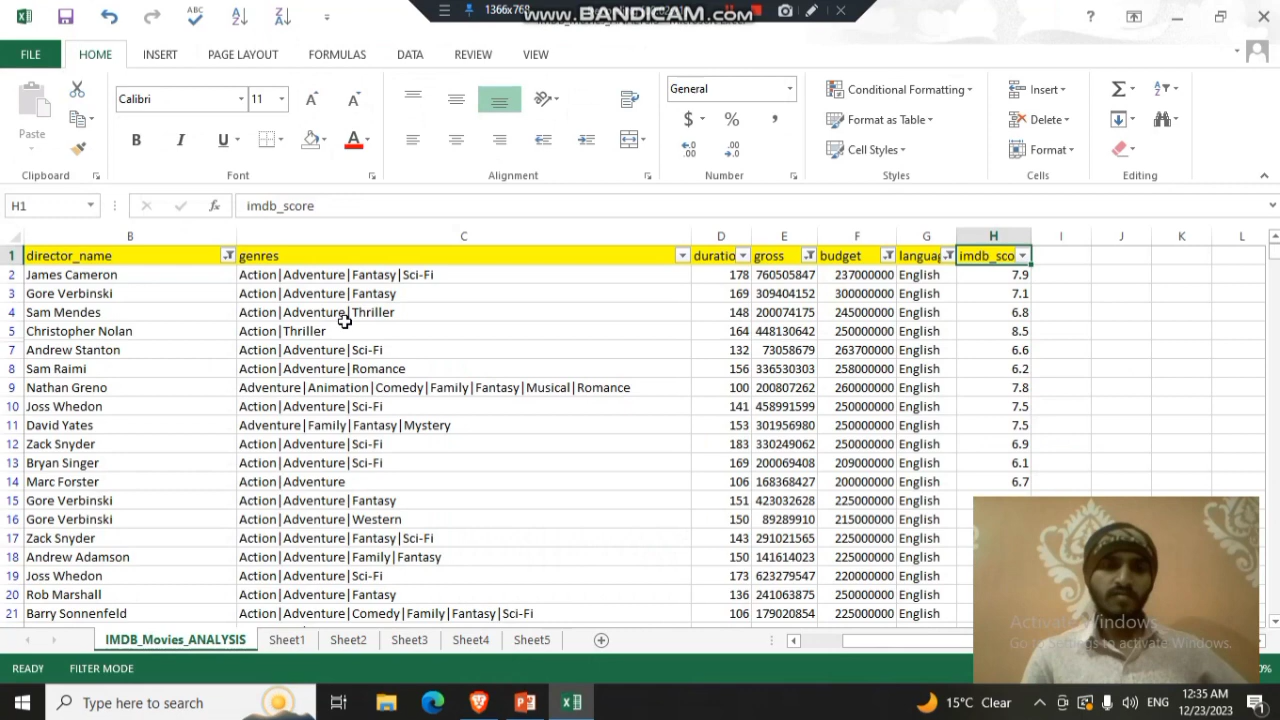 1366x768
www.BANDICAM.com
FILE HOME INSERT PAGE LAYOUT FORMULAS DATA REVIEW VIEW
Calibri 11 General Conditional Formatting Insert
Paste Format as Table Delete
Cell Styles Format
Clipboard Font Alignment Number Styles Cells Editing
H1 imdb_score
B C D E F G H I J K L
1 director_name genres duratio gross budget langua imdb_sco
2 James Cameron Action|Adventure|Fantasy|Sci-Fi 178 760505847 237000000 English 7.9
3 Gore Verbinski Action|Adventure|Fantasy 169 309404152 300000000 English 7.1
4 Sam Mendes Action|Adventure|Thriller 148 200074175 245000000 English 6.8
5 Christopher Nolan Action|Thriller 164 448130642 250000000 English 8.5
7 Andrew Stanton Action|Adventure|Sci-Fi 132 73058679 263700000 English 6.6
8 Sam Raimi Action|Adventure|Romance 156 336530303 258000000 English 6.2
9 Nathan Greno Adventure|Animation|Comedy|Family|Fantasy|Musical|Romance 100 200807262 260000000 English 7.8
10 Joss Whedon Action|Adventure|Sci-Fi 141 458991599 250000000 English 7.5
11 David Yates Adventure|Family|Fantasy|Mystery 153 301956980 250000000 English 7.5
12 Zack Snyder Action|Adventure|Sci-Fi 183 330249062 250000000 English 6.9
13 Bryan Singer Action|Adventure|Sci-Fi 169 200069408 209000000 English 6.1
14 Marc Forster Action|Adventure 106 168368427 200000000 English 6.7
15 Gore Verbinski Action|Adventure|Fantasy 151 423032628 225000000 English
16 Gore Verbinski Action|Adventure|Western 150 89289910 215000000 English
17 Zack Snyder Action|Adventure|Fantasy|Sci-Fi 143 291021565 225000000 English
18 Andrew Adamson Action|Adventure|Family|Fantasy 150 141614023 225000000 English
19 Joss Whedon Action|Adventure|Sci-Fi 173 623279547 220000000 English
20 Rob Marshall Action|Adventure|Fantasy 136 241063875 250000000 English
21 Barry Sonnenfeld Action|Adventure|Comedy|Family|Fantasy|Sci-Fi 106 179020854 225000000 English
Activate Windows
Go to Settings to activate Windows.
IMDB_Movies_ANALYSIS Sheet1 Sheet2 Sheet3 Sheet4 Sheet5
READY FILTER MODE
Type here to search 15°C Clear ENG 12:35 AM
12/23/2023